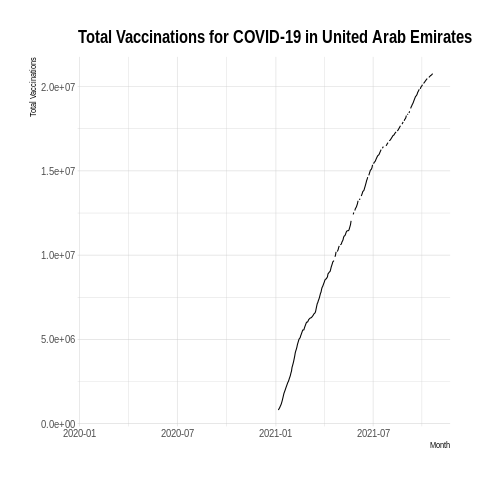 Total Vaccinations for COVID-19 in United Arab Emirates
Total Vaccinations
2.0e+07
1.5e+07
1.0e+07
5.0e+06
0.0e+00
2020-01 2020-07 2021-01 2021-07
Month